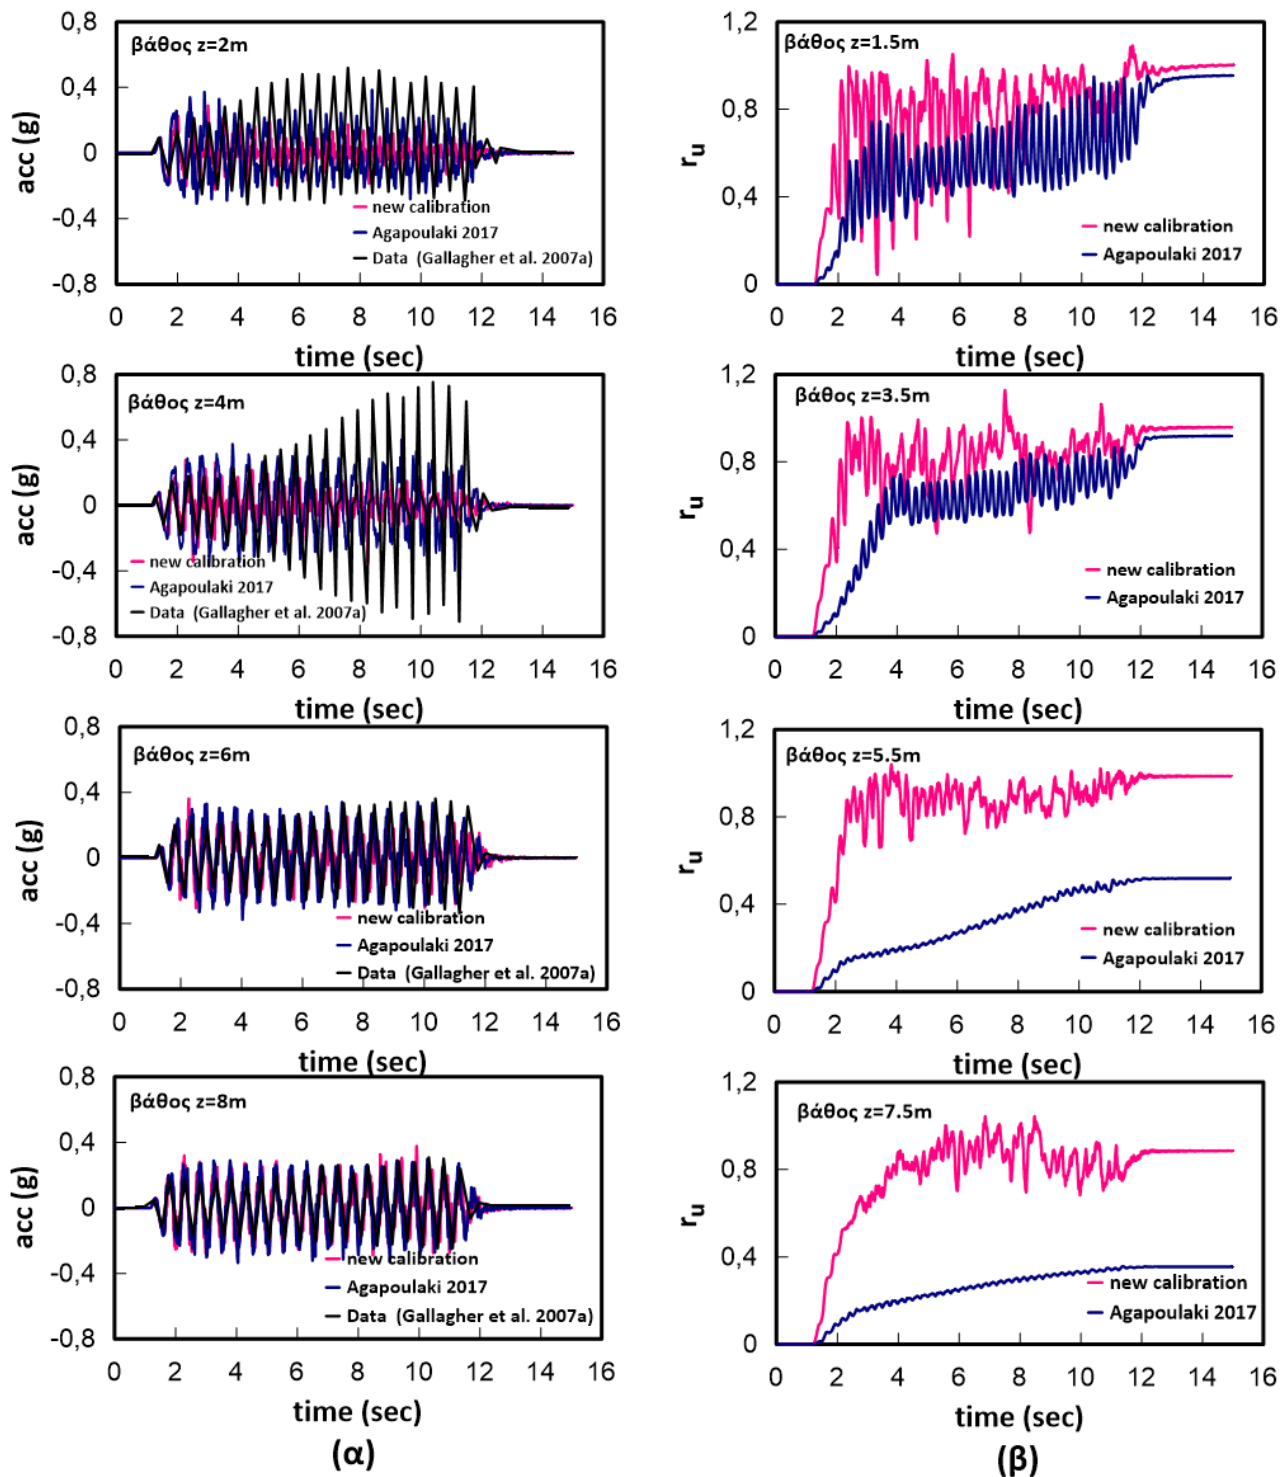 0,8
0,4
0
-0,4
-0,8
acc (g)
βάθος z=2m
new calibration
Agapoulaki 2017
Data (Gallagher et al. 2007a)
0 2 4 6 8 10 12 14 16
time (sec)
1,2
0,8
0,4
0
ru
βάθος z=1.5m
new calibration
Agapoulaki 2017
0 2 4 6 8 10 12 14 16
time (sec)
0,8
0,4
0
-0,4
-0,8
acc (g)
βάθος z=4m
new calibration
Agapoulaki 2017
Data (Gallagher et al. 2007a)
0 2 4 6 8 10 12 14 16
time (sec)
1,2
0,8
0,4
0
ru
βάθος z=3.5m
new calibration
Agapoulaki 2017
0 2 4 6 8 10 12 14 16
time (sec)
0,8
0,4
0
-0,4
-0,8
acc (g)
βάθος z=6m
new calibration
Agapoulaki 2017
Data (Gallagher et al. 2007a)
0 2 4 6 8 10 12 14 16
time (sec)
1,2
0,8
0,4
0
ru
βάθος z=5.5m
new calibration
Agapoulaki 2017
0 2 4 6 8 10 12 14 16
time (sec)
0,8
0,4
0
-0,4
-0,8
acc (g)
βάθος z=8m
new calibration
Agapoulaki 2017
Data (Gallagher et al. 2007a)
0 2 4 6 8 10 12 14 16
time (sec)
(α)
1,2
0,8
0,4
0
ru
βάθος z=7.5m
new calibration
Agapoulaki 2017
0 2 4 6 8 10 12 14 16
time (sec)
(β)